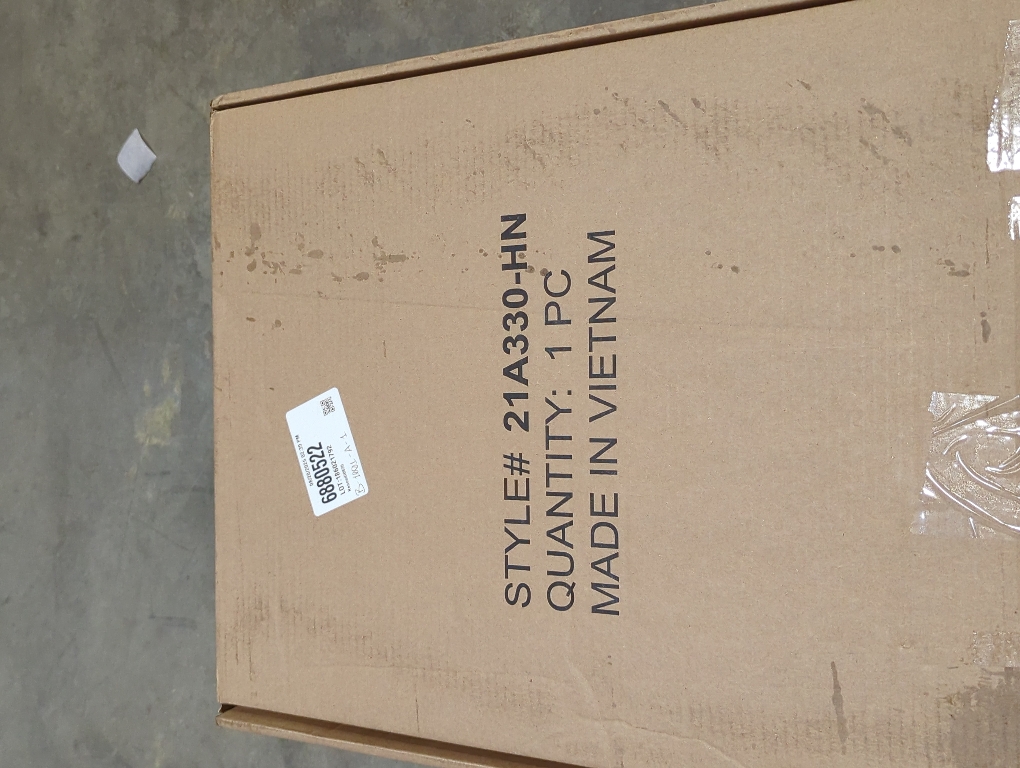 6880522
STYLE# 21A330-HN
QUANTITY: 1 PC
MADE IN VIETNAM